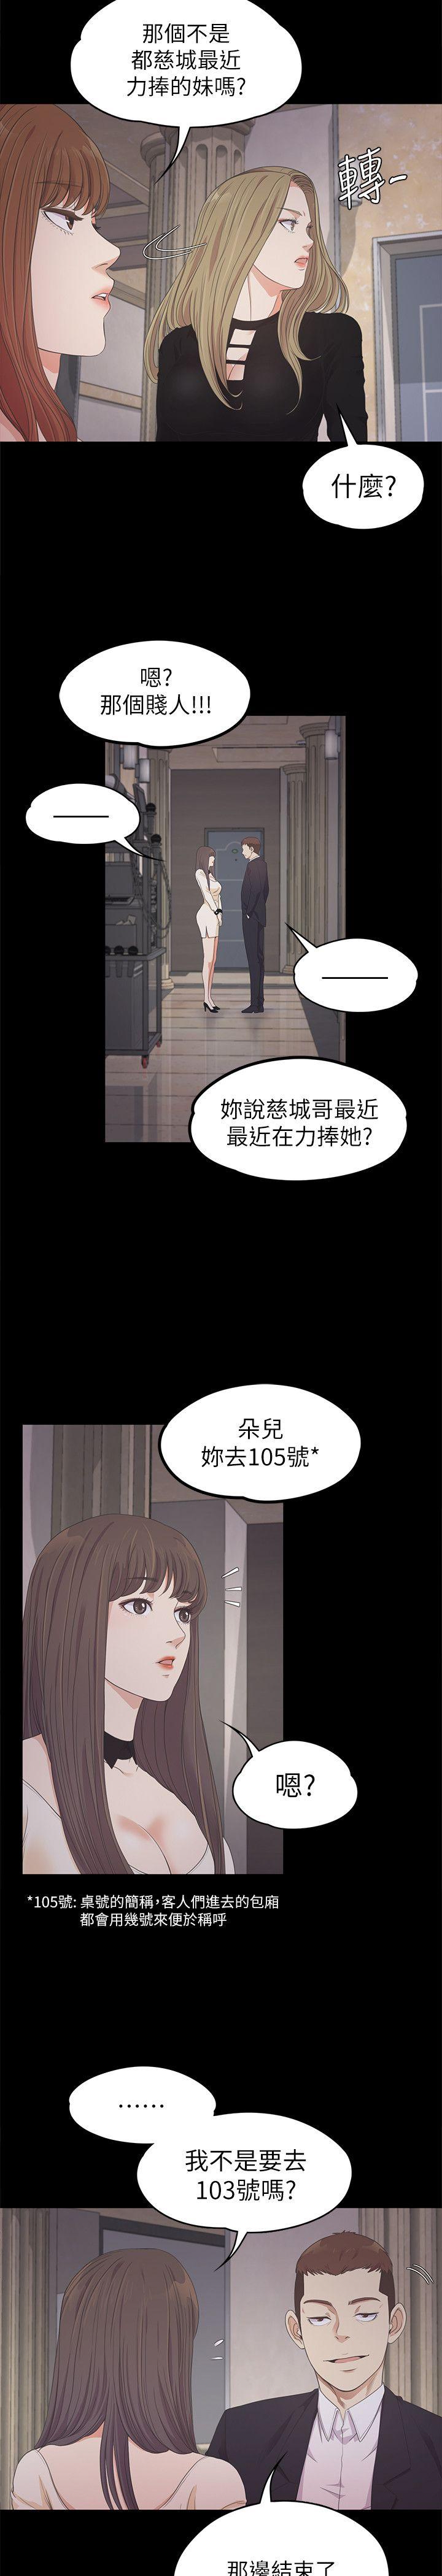 那個不是
都慈城最近
力捧的妹嗎?
轉-
什麼?
嗯?
那個賤人!!!
妳說慈城哥最近
最近在力捧她?
朵兒
妳去105號*
嗯?
*105號: 桌號的簡稱,客人們進去的包廂
都會用幾號來便於稱呼
......
我不是要去
103號嗎?
那邊結束了